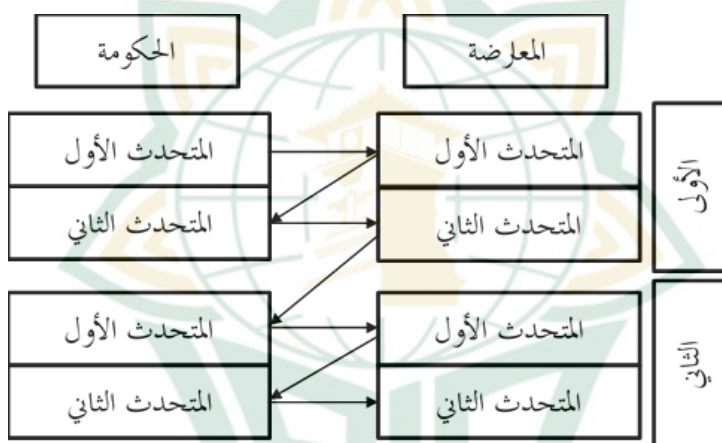 المعارضة
الحكومة
الأولى
المتحدث الأول
المتحدث الأول
المتحدث الثاني
المتحدث الثاني
الثاني
المتحدث الأول
المتحدث الأول
المتحدث الثاني
المتحدث الثاني